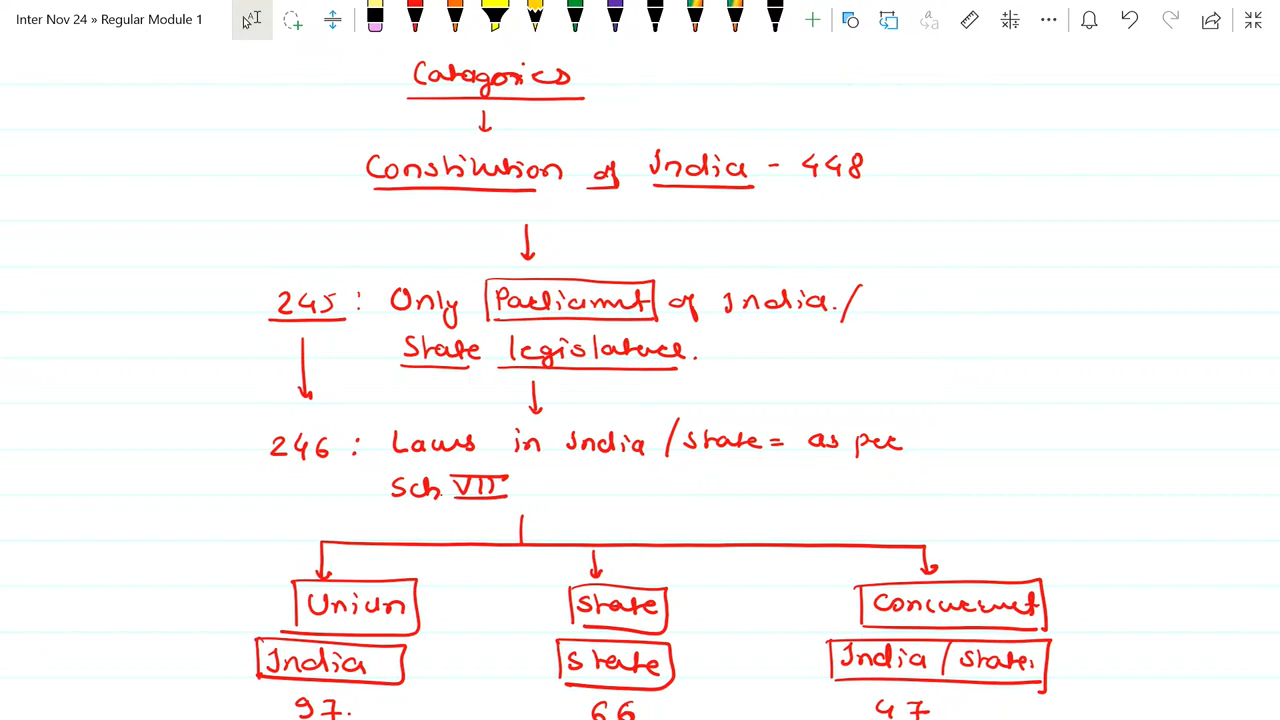 Inter Nov 24 » Regular Module 1
Categories
Constitution of India - 448
245 : Only Parliament of India. /
State legislature.
246 : Laws in India / State = as per
Sch. VII
Union State Concurrent
India State India / State.
97. 66 47